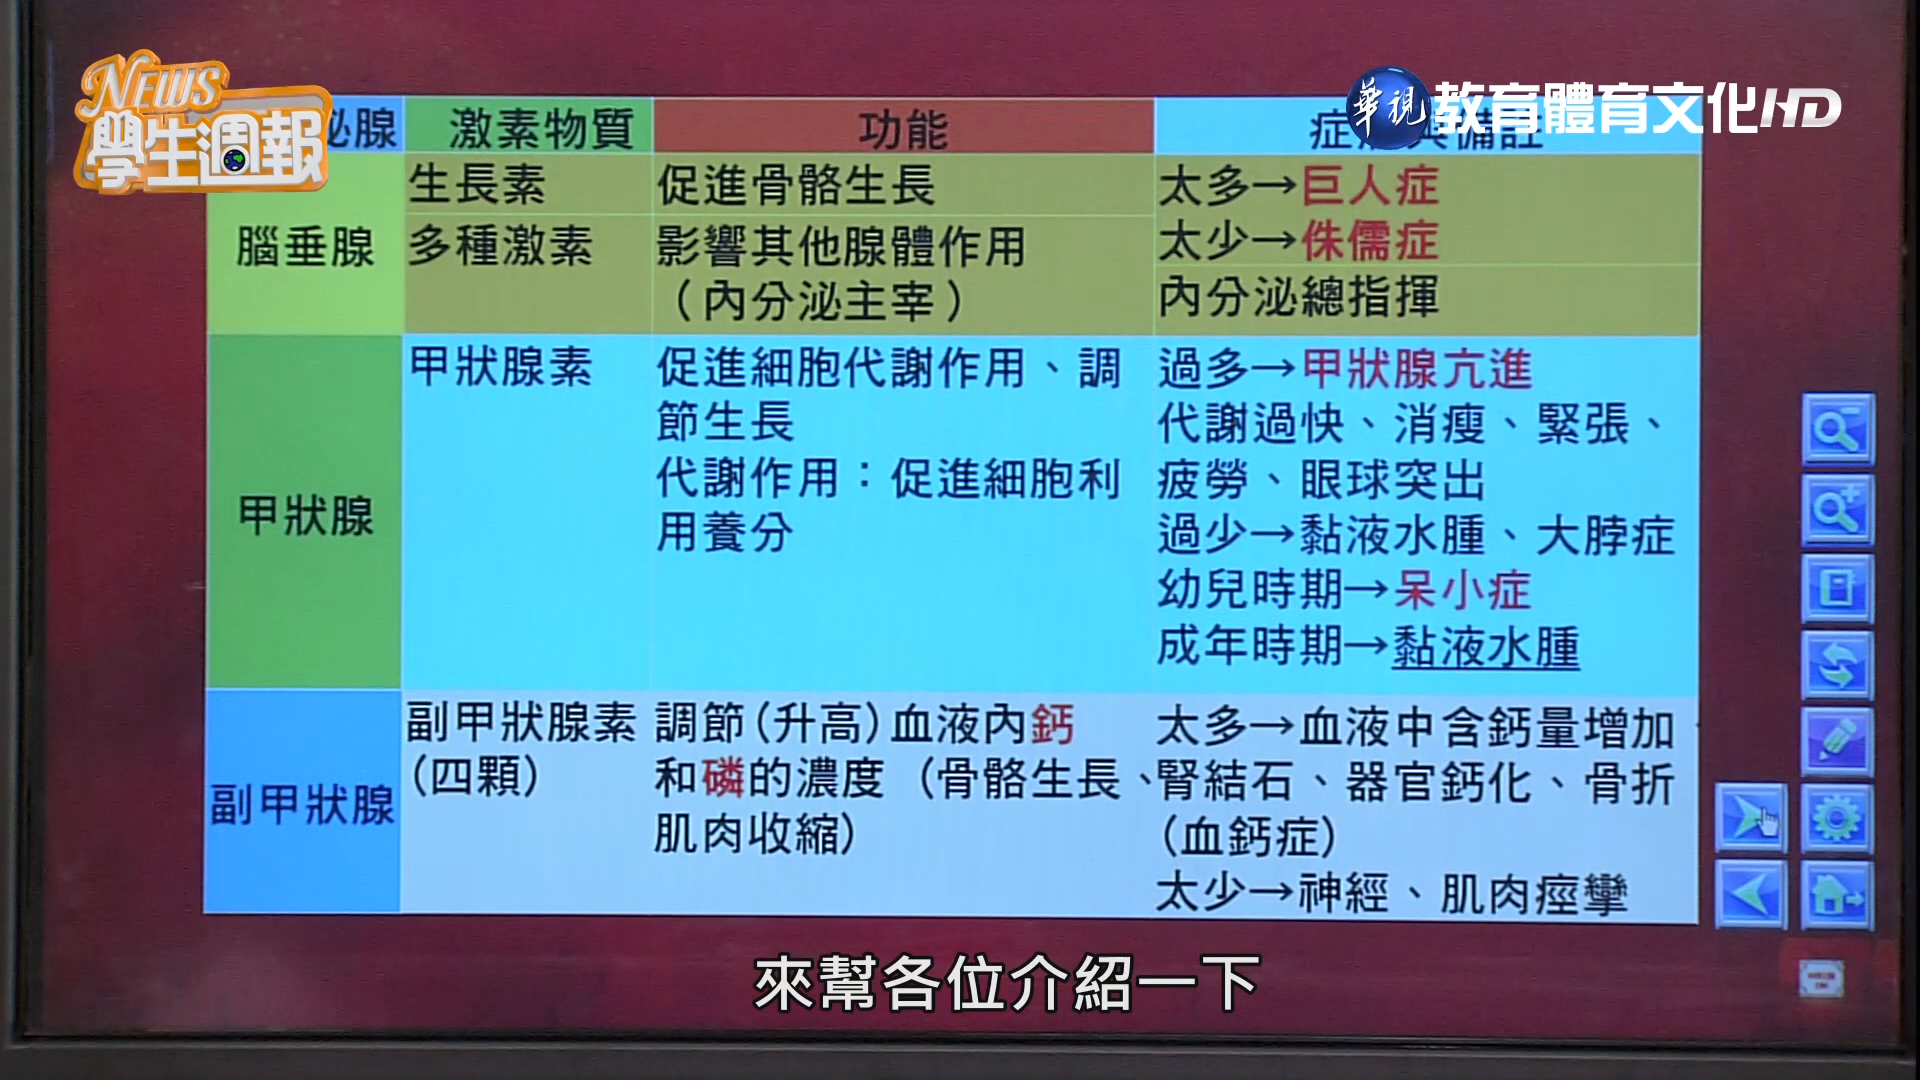 NEWS
學生週報
華視 教育體育文化HD
泌腺 激素物質 功能
腦垂腺
生長素 促進骨骼生長
多種激素 影響其他腺體作用
（內分泌主宰）
太多→巨人症
太少→侏儒症
內分泌總指揮
甲狀腺
甲狀腺素
促進細胞代謝作用、調
節生長
代謝作用：促進細胞利
用養分
過多→甲狀腺亢進
代謝過快、消瘦、緊張、
疲勞、眼球突出
過少→黏液水腫、大脖症
幼兒時期→呆小症
成年時期→黏液水腫
副甲狀腺
副甲狀腺素
(四顆)
調節(升高)血液內鈣
和磷的濃度（骨骼生長、
肌肉收縮)
太多→血液中含鈣量增加、
腎結石、器官鈣化、骨折
(血鈣症)
太少→神經、肌肉痙攣
來幫各位介紹一下